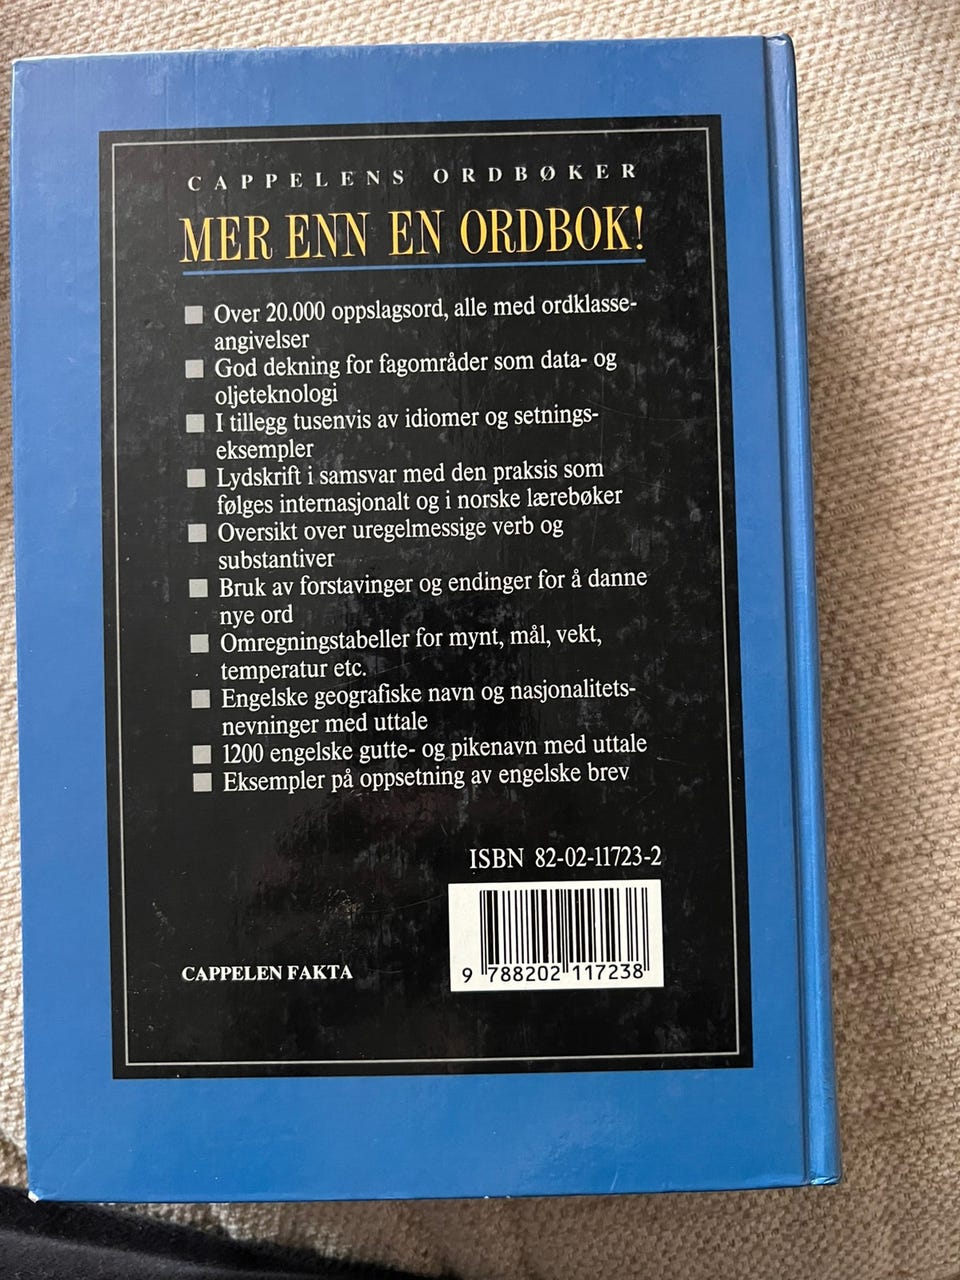 CAPPELENS ORDBØKER
MER ENN EN ORDBOK!
Over 20.000 oppslagsord, alle med ordklasse-
angivelser
God dekning for fagområder som data- og
oljeteknologi
I tillegg tusenvis av idiomer og setnings-
eksempler
Lydskrift i samsvar med den praksis som
følges internasjonalt og i norske lærebøker
Oversikt over uregelmessige verb og
substantiver
Bruk av forstavinger og endinger for å danne
nye ord
Omregningstabeller for mynt, mål, vekt,
temperatur etc.
Engelske geografiske navn og nasjonalitets-
nevninger med uttale
1200 engelske gutte- og pikenavn med uttale
Eksempler på oppsetning av engelske brev
ISBN 82-02-11723-2
9 788202 117238
CAPPELEN FAKTA